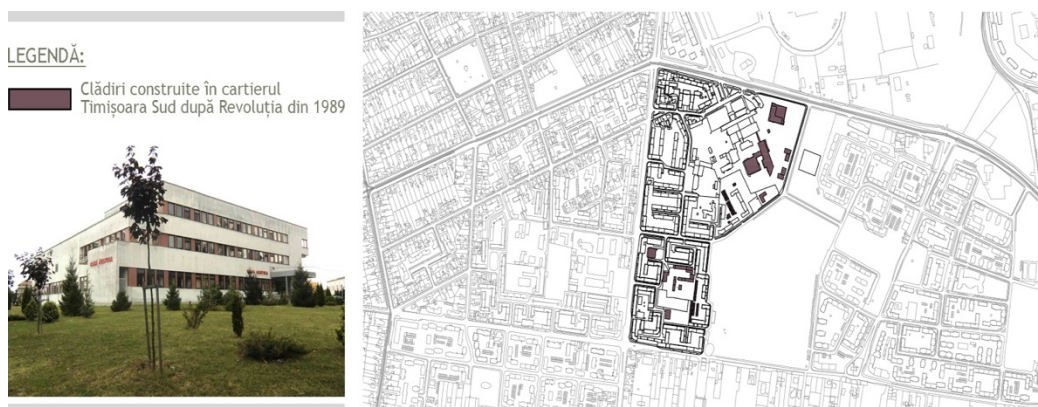 LEGENDĂ:
Clădiri construite în cartierul
Timișoara Sud după Revoluția din 1989